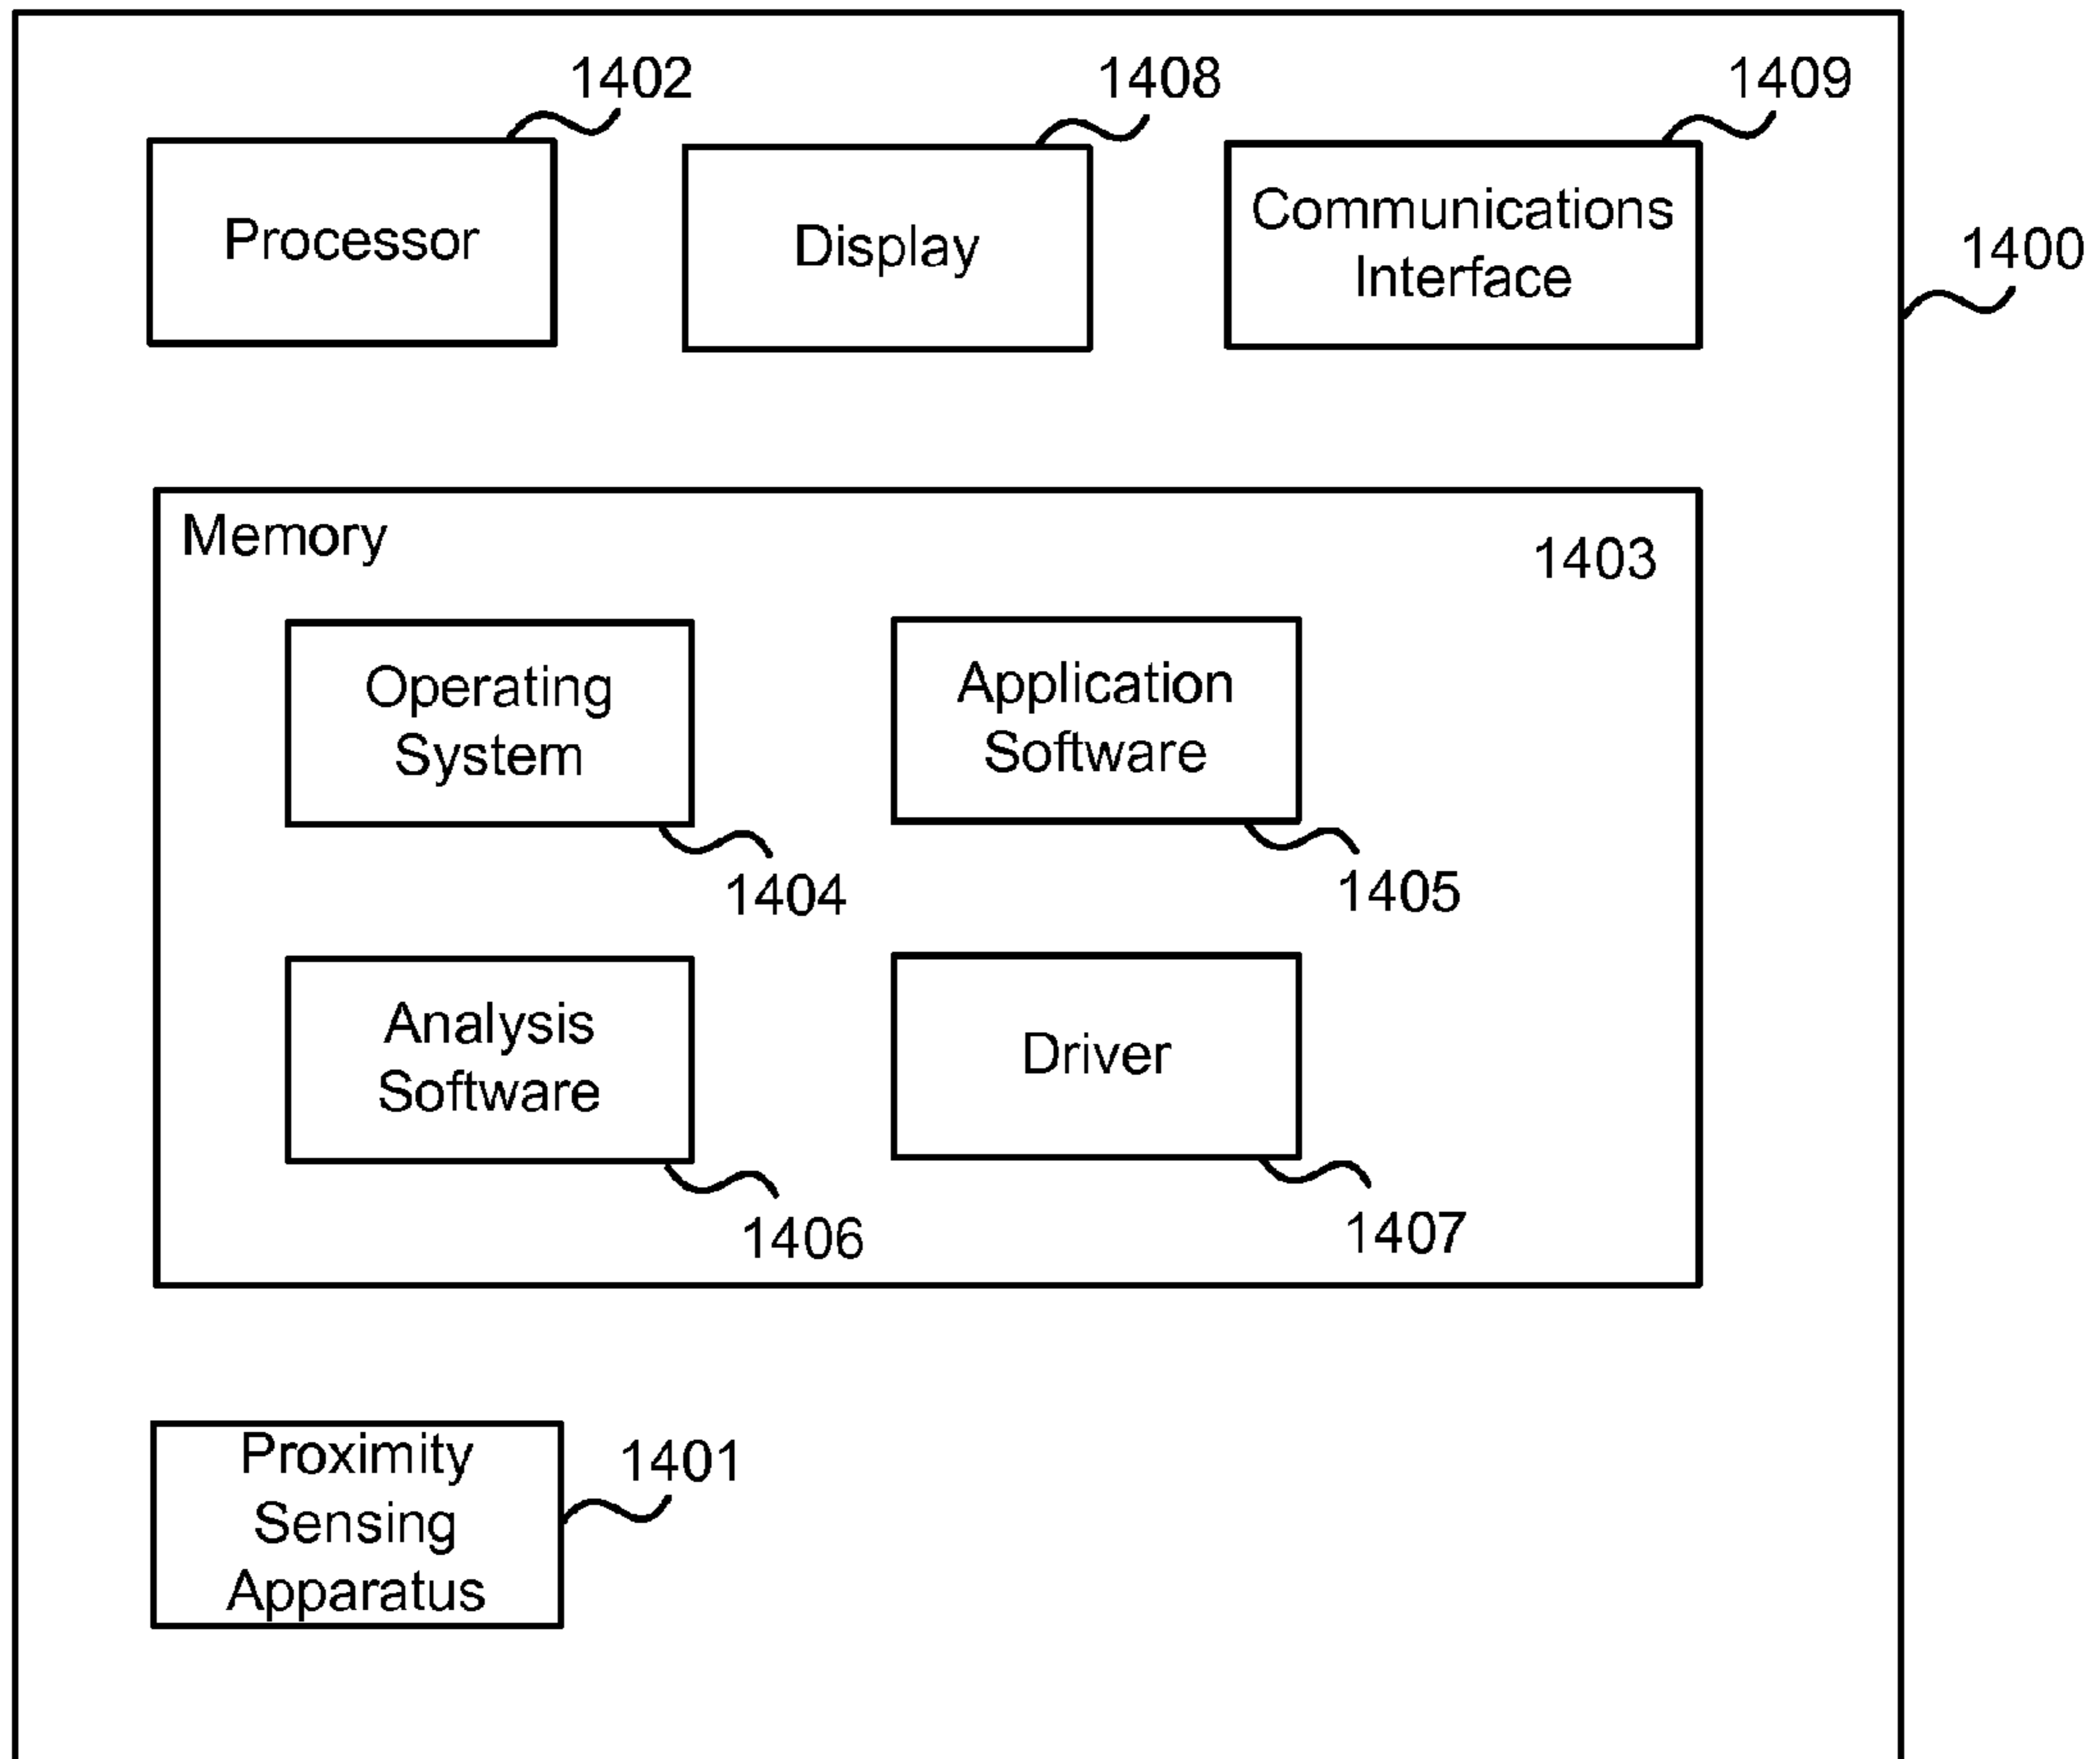 1402
1408
1409
Processor
Display
Communications
Interface
1400
Memory
1403
Operating
System
Application
Software
1404
1405
Analysis
Software
Driver
1406
1407
Proximity
Sensing
Apparatus
1401